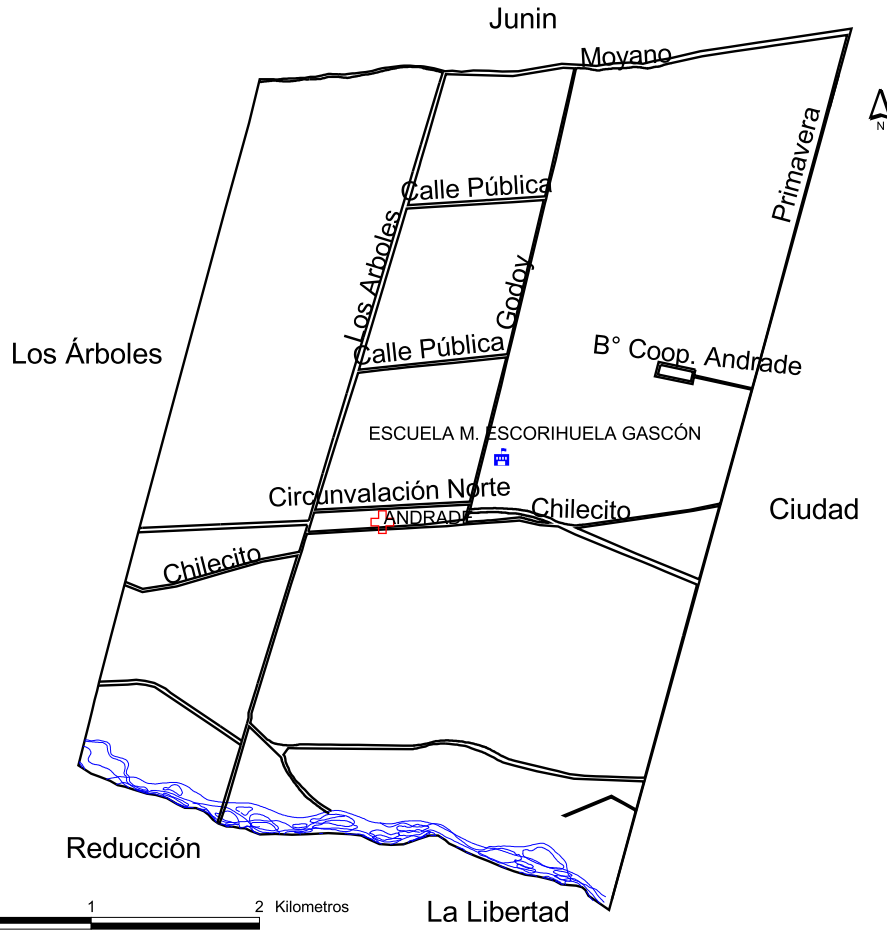 Junin
Moyano
Primavera
N
Calle Pública
Los Arboles
Godoy
Calle Pública
Los Árboles
B° Coop. Andrade
ESCUELA M. ESCORIHUELA GASCÓN
Circunvalación Norte
Chilecito
ANDRADE
Ciudad
Chilecito
Reducción
La Libertad
1
2 Kilometros